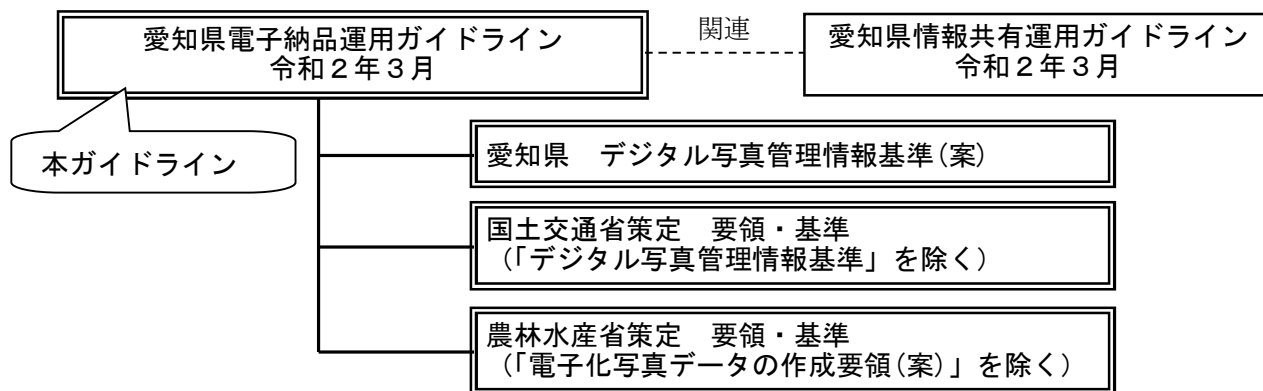 愛知県電子納品運用ガイドライン
令和２年３月
関連
愛知県情報共有運用ガイドライン
令和２年３月
本ガイドライン
愛知県　デジタル写真管理情報基準(案)
国土交通省策定　要領・基準
(「デジタル写真管理情報基準」を除く)
農林水産省策定　要領・基準
(「電子化写真データの作成要領(案)」を除く)